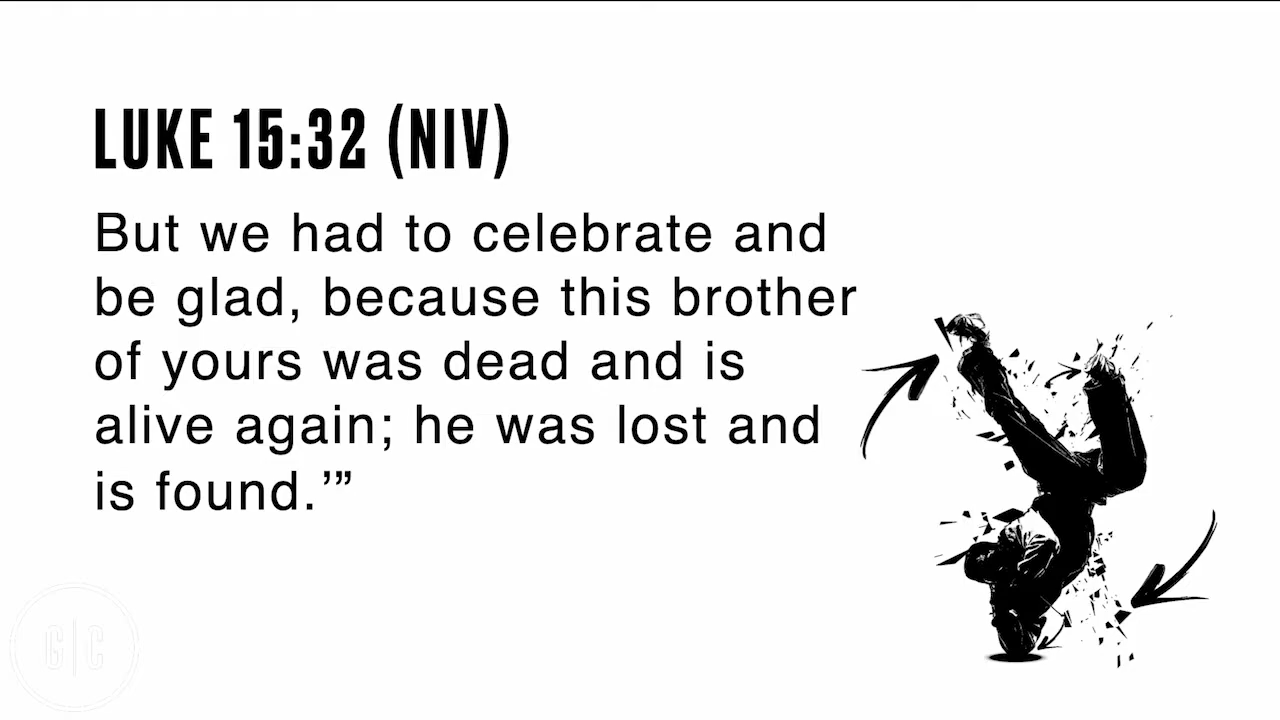 LUKE 15:32 (NIV)
But we had to celebrate and
be glad, because this brother
of yours was dead and is
alive again; he was lost and
is found.’”
G|C